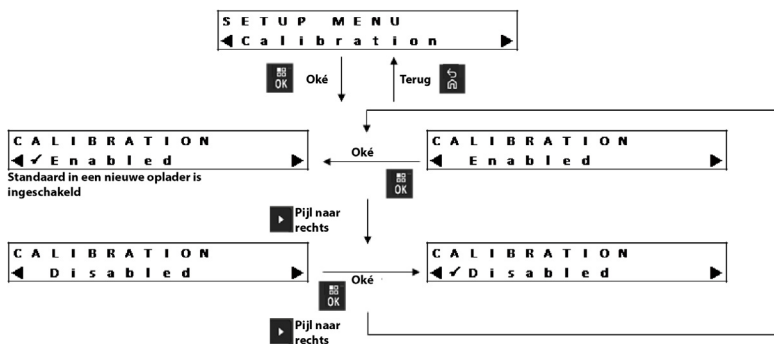 SETUP MENU
Calibration
OK
Oké
Terug
CALIBRATION
✓Enabled
Standaard in een nieuwe oplader is
ingeschakeld
Oké
OK
CALIBRATION
Enabled
Pijl naar
rechts
CALIBRATION
Disabled
Oké
OK
CALIBRATION
✓Disabled
Pijl naar
rechts